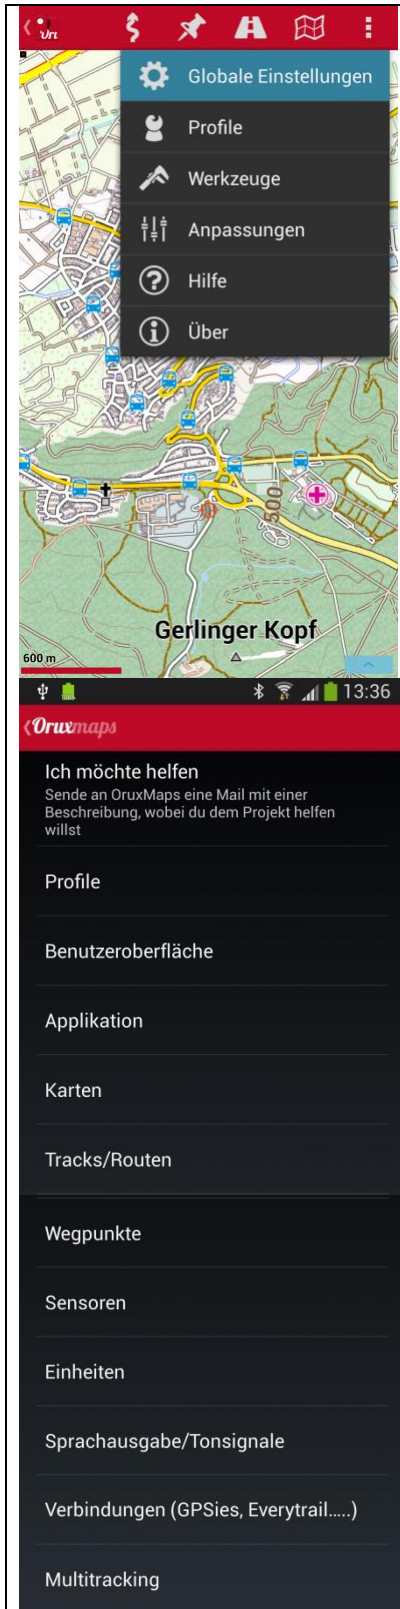 Globale Einstellungen
Profile
Werkzeuge
Anpassungen
Hilfe
Über
500
Gerlinger Kopf
600 m
13:36
Oruxmaps
Ich möchte helfen
Sende an OruxMaps eine Mail mit einer
Beschreibung, wobei du dem Projekt helfen
willst
Profile
Benutzeroberfläche
Applikation
Karten
Tracks/Routen
Wegpunkte
Sensoren
Einheiten
Sprachausgabe/Tonsignale
Verbindungen (GPSies, Everytrail.....)
Multitracking